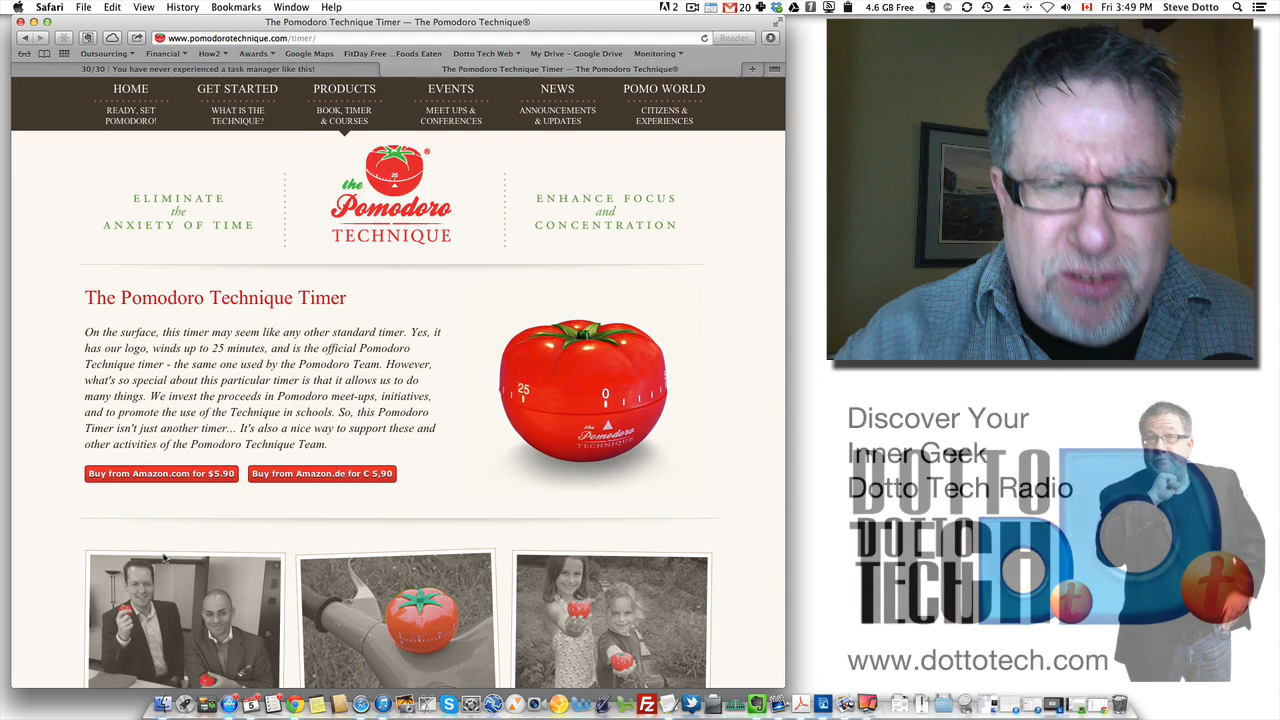 Safari File Edit View History Bookmarks Window Help
2 20 8 4.6 GB Free Fri 3:49 PM Steve Dotto
The Pomodoro Technique Timer — The Pomodoro Technique®
www.pomodorotechnique.com/timer/
Reader
Outsourcing Financial How2 Awards Google Maps FitDay Free ...Foods Eaten Dotto Tech Web My Drive - Google Drive Monitoring
30/30 | You have never experienced a task manager like this!
The Pomodoro Technique Timer — The Pomodoro Technique®
HOME GET STARTED PRODUCTS EVENTS NEWS POMO WORLD
READY, SET WHAT IS THE BOOK, TIMER MEET UPS & ANNOUNCEMENTS CITIZENS &
POMODORO! TECHNIQUE? & COURSES CONFERENCES & UPDATES EXPERIENCES
ELIMINATE
the
ANXIETY OF TIME
25
®
the
Pomodoro
TECHNIQUE
ENHANCE FOCUS
and
CONCENTRATION
The Pomodoro Technique Timer
On the surface, this timer may seem like any other standard timer. Yes, it
has our logo, winds up to 25 minutes, and is the official Pomodoro
Technique timer - the same one used by the Pomodoro Team. However,
what's so special about this particular timer is that it allows us to do
many things. We invest the proceeds in Pomodoro meet-ups, initiatives,
and to promote the use of the Technique in schools. So, this Pomodoro
Timer isn't just another timer... It's also a nice way to support these and
other activities of the Pomodoro Technique Team.
Buy from Amazon.com for $5.90 Buy from Amazon.de for € 5,90
25 0
the
Pomodoro
TECHNIQUE
Discover Your
Inner Geek
Dotto Tech Radio
DOTTO
DOTTO
TECH
t
t
www.dottotech.com